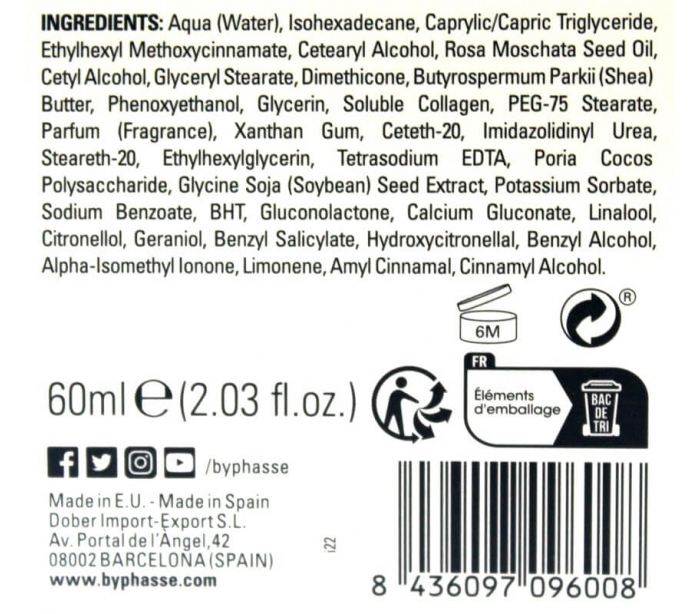 INGREDIENTS: Aqua (Water), Isohexadecane, Caprylic/Capric Triglyceride,
Ethylhexyl Methoxycinnamate, Cetearyl Alcohol, Rosa Moschata Seed Oil,
Cetyl Alcohol, Glyceryl Stearate, Dimethicone, Butyrospermum Parkii (Shea)
Butter, Phenoxyethanol, Glycerin, Soluble Collagen, PEG-75 Stearate,
Parfum (Fragrance), Xanthan Gum, Ceteth-20, Imidazolidinyl Urea,
Steareth-20, Ethylhexylglycerin, Tetrasodium EDTA, Poria Cocos
Polysaccharide, Glycine Soja (Soybean) Seed Extract, Potassium Sorbate,
Sodium Benzoate, BHT, Gluconolactone, Calcium Gluconate, Linalool,
Citronellol, Geraniol, Benzyl Salicylate, Hydroxycitronellal, Benzyl Alcohol,
Alpha-Isomethyl Ionone, Limonene, Amyl Cinnamal, Cinnamyl Alcohol.
6M
®
FR
60ml ℮ (2.03 fl.oz.)
Éléments
d'emballage
BAC
DE
TRI
/byphasse
Made in E.U. - Made in Spain
Dober Import-Export S.L.
Av. Portal de l'Àngel,42
08002 BARCELONA (SPAIN)
www.byphasse.com
i22
8 436097 096008